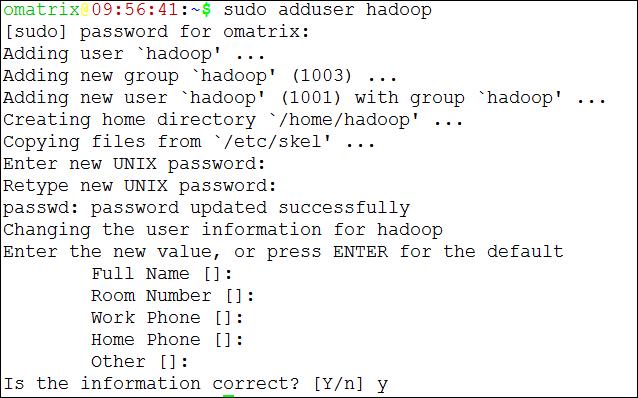 omatrix@09:56:41:~$ sudo adduser hadoop
[sudo] password for omatrix:
Adding user `hadoop' ...
Adding new group `hadoop' (1003) ...
Adding new user `hadoop' (1001) with group `hadoop' ...
Creating home directory `/home/hadoop' ...
Copying files from `/etc/skel' ...
Enter new UNIX password:
Retype new UNIX password:
passwd: password updated successfully
Changing the user information for hadoop
Enter the new value, or press ENTER for the default
        Full Name []:
        Room Number []:
        Work Phone []:
        Home Phone []:
        Other []:
Is the information correct? [Y/n] y